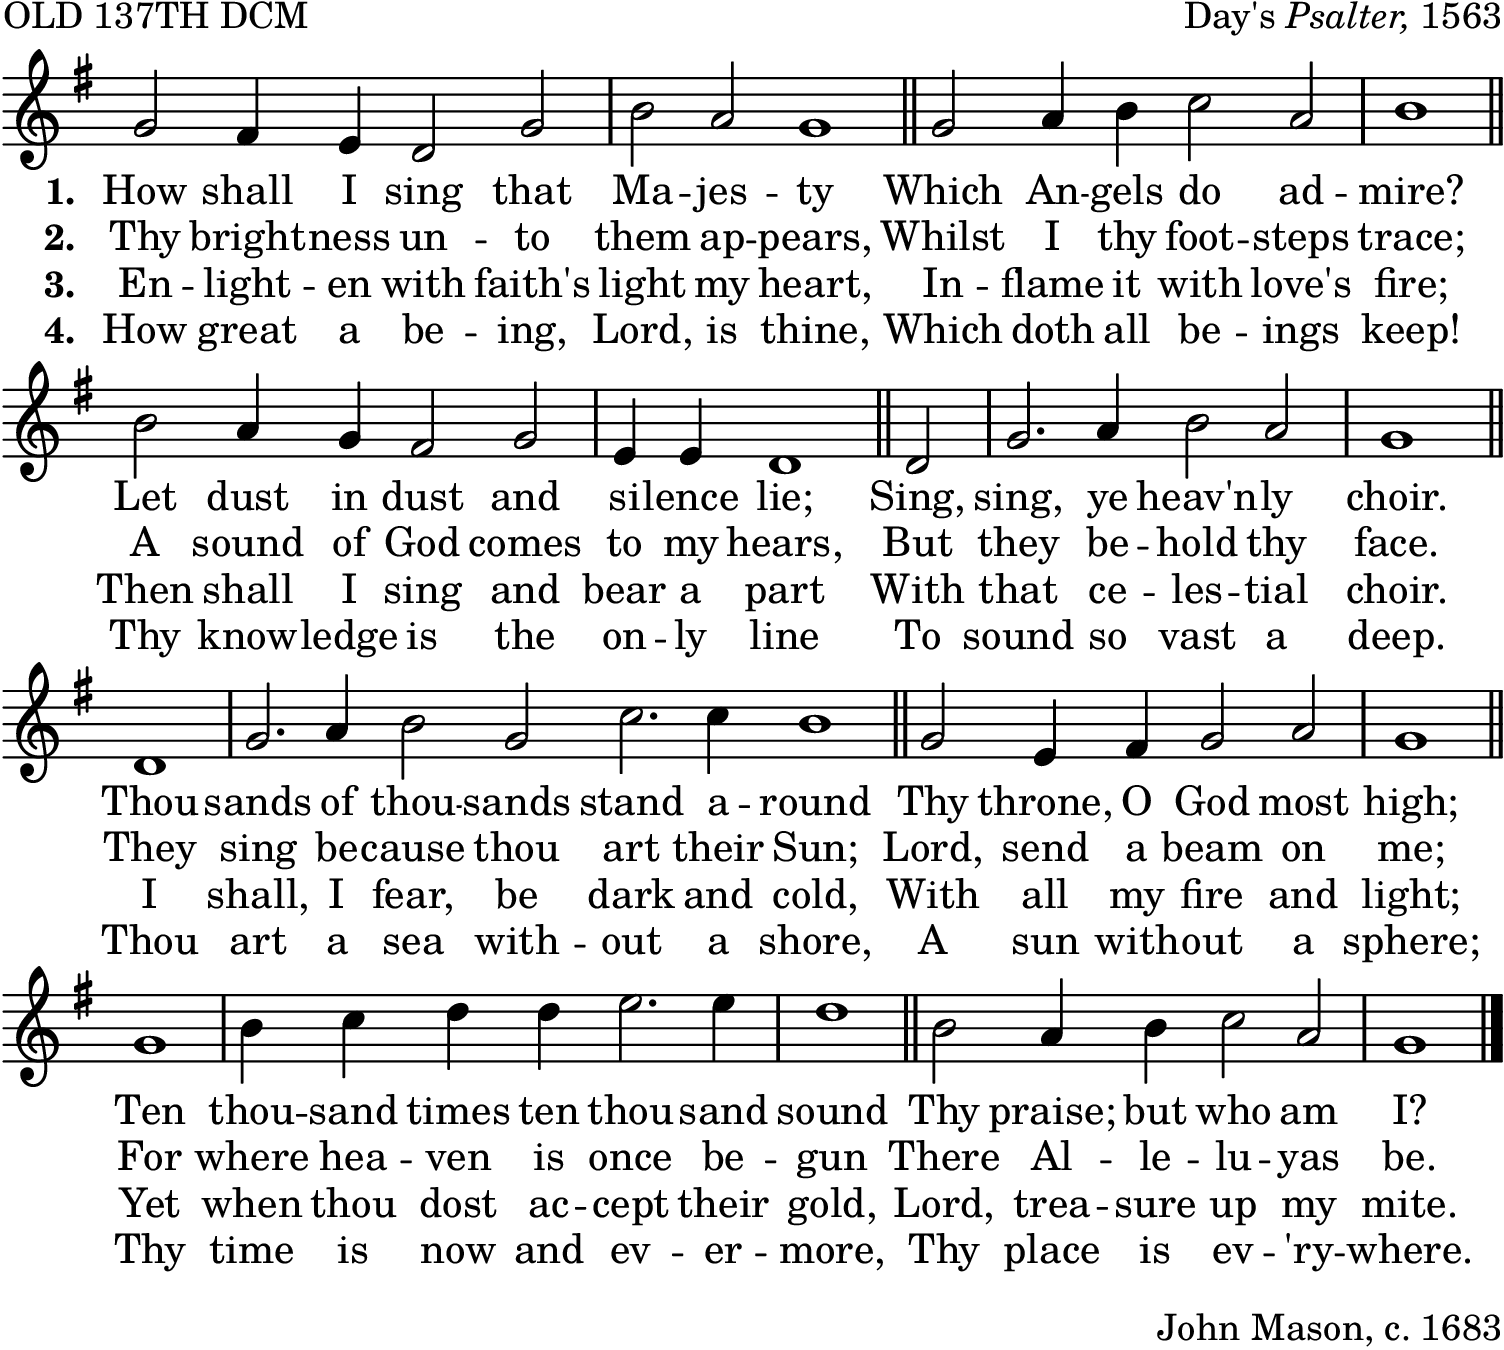 OLD 137TH DCM Day's Psalter, 1563
1. How shall I sing that Ma - jes - ty Which An - gels do ad - mire?
2. Thy brightness un - to them ap - pears, Whilst I thy foot - steps trace;
3. En - light - en with faith's light my heart, In - flame it with love's fire;
4. How great a be - ing, Lord, is thine, Which doth all be - ings keep!
Let dust in dust and silence lie; Sing, sing, ye heav'nly choir.
A sound of God comes to my hears, But they be - hold thy face.
Then shall I sing and bear a part With that ce - les - tial choir.
Thy knowledge is the on - ly line To sound so vast a deep.
Thousands of thou - sands stand a - round Thy throne, O God most high;
They sing because thou art their Sun; Lord, send a beam on me;
I shall, I fear, be dark and cold, With all my fire and light;
Thou art a sea with - out a shore, A sun without a sphere;
Ten thou - sand times ten thousand sound Thy praise; but who am I?
For where hea - ven is once be - gun There Al - le - lu - yas be.
Yet when thou dost ac - cept their gold, Lord, trea - sure up my mite.
Thy time is now and ev - er - more, Thy place is ev - 'ry - where.
John Mason, c. 1683